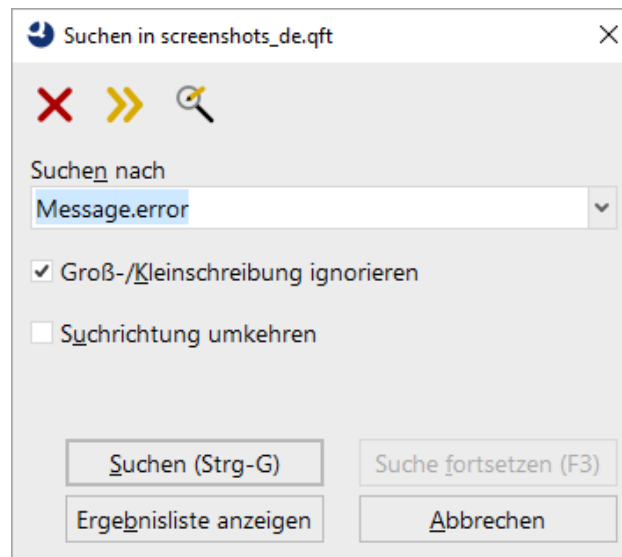 Suchen in screenshots_de.qft
Suchen nach
Message.error
Groß-/Kleinschreibung ignorieren
Suchrichtung umkehren
Suchen (Strg-G)
Suche fortsetzen (F3)
Ergebnisliste anzeigen
Abbrechen